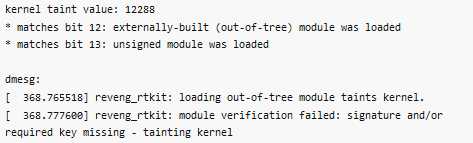 kernel taint value: 12288
* matches bit 12: externally-built (out-of-tree) module was loaded
* matches bit 13: unsigned module was loaded
dmesg:
[  368.765518] reveng_rtkit: loading out-of-tree module taints kernel.
[  368.777600] reveng_rtkit: module verification failed: signature and/or
required key missing - tainting kernel